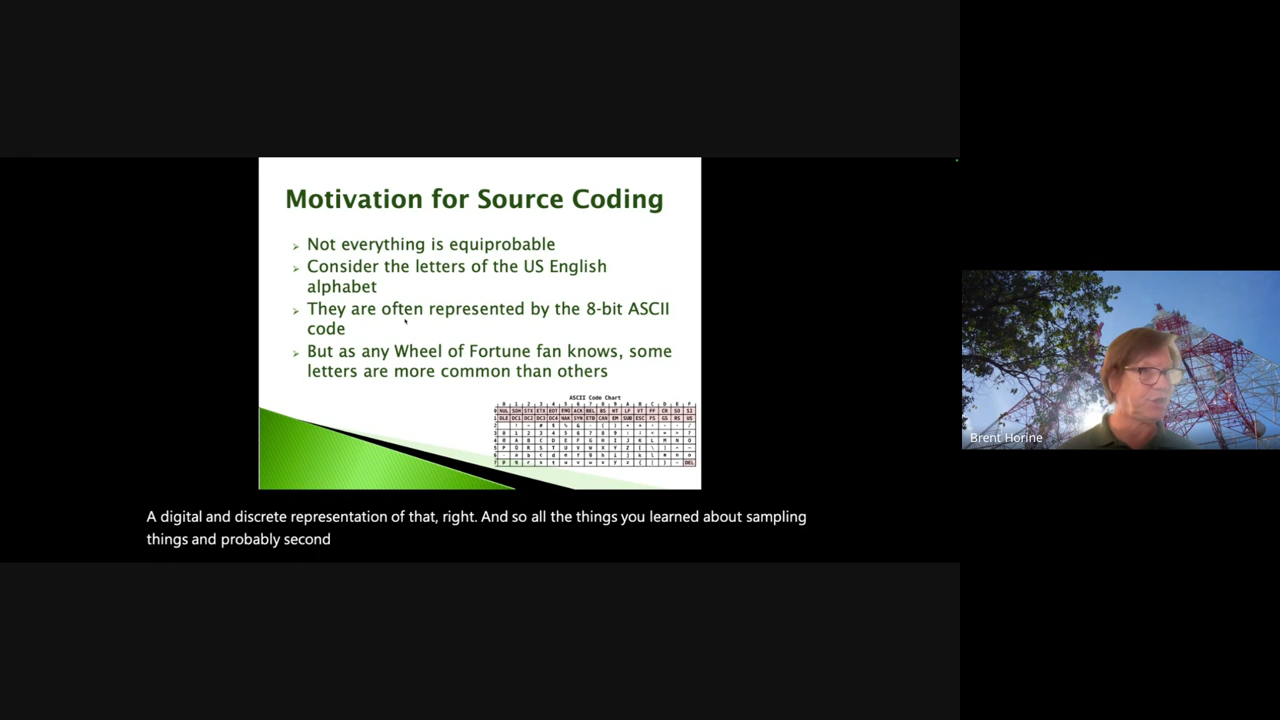 Motivation for Source Coding
Not everything is equiprobable
Consider the letters of the US English
alphabet
They are often represented by the 8-bit ASCII
code
But as any Wheel of Fortune fan knows, some
letters are more common than others
ASCII Code Chart
Brent Horine
A digital and discrete representation of that, right. And so all the things you learned about sampling
things and probably second